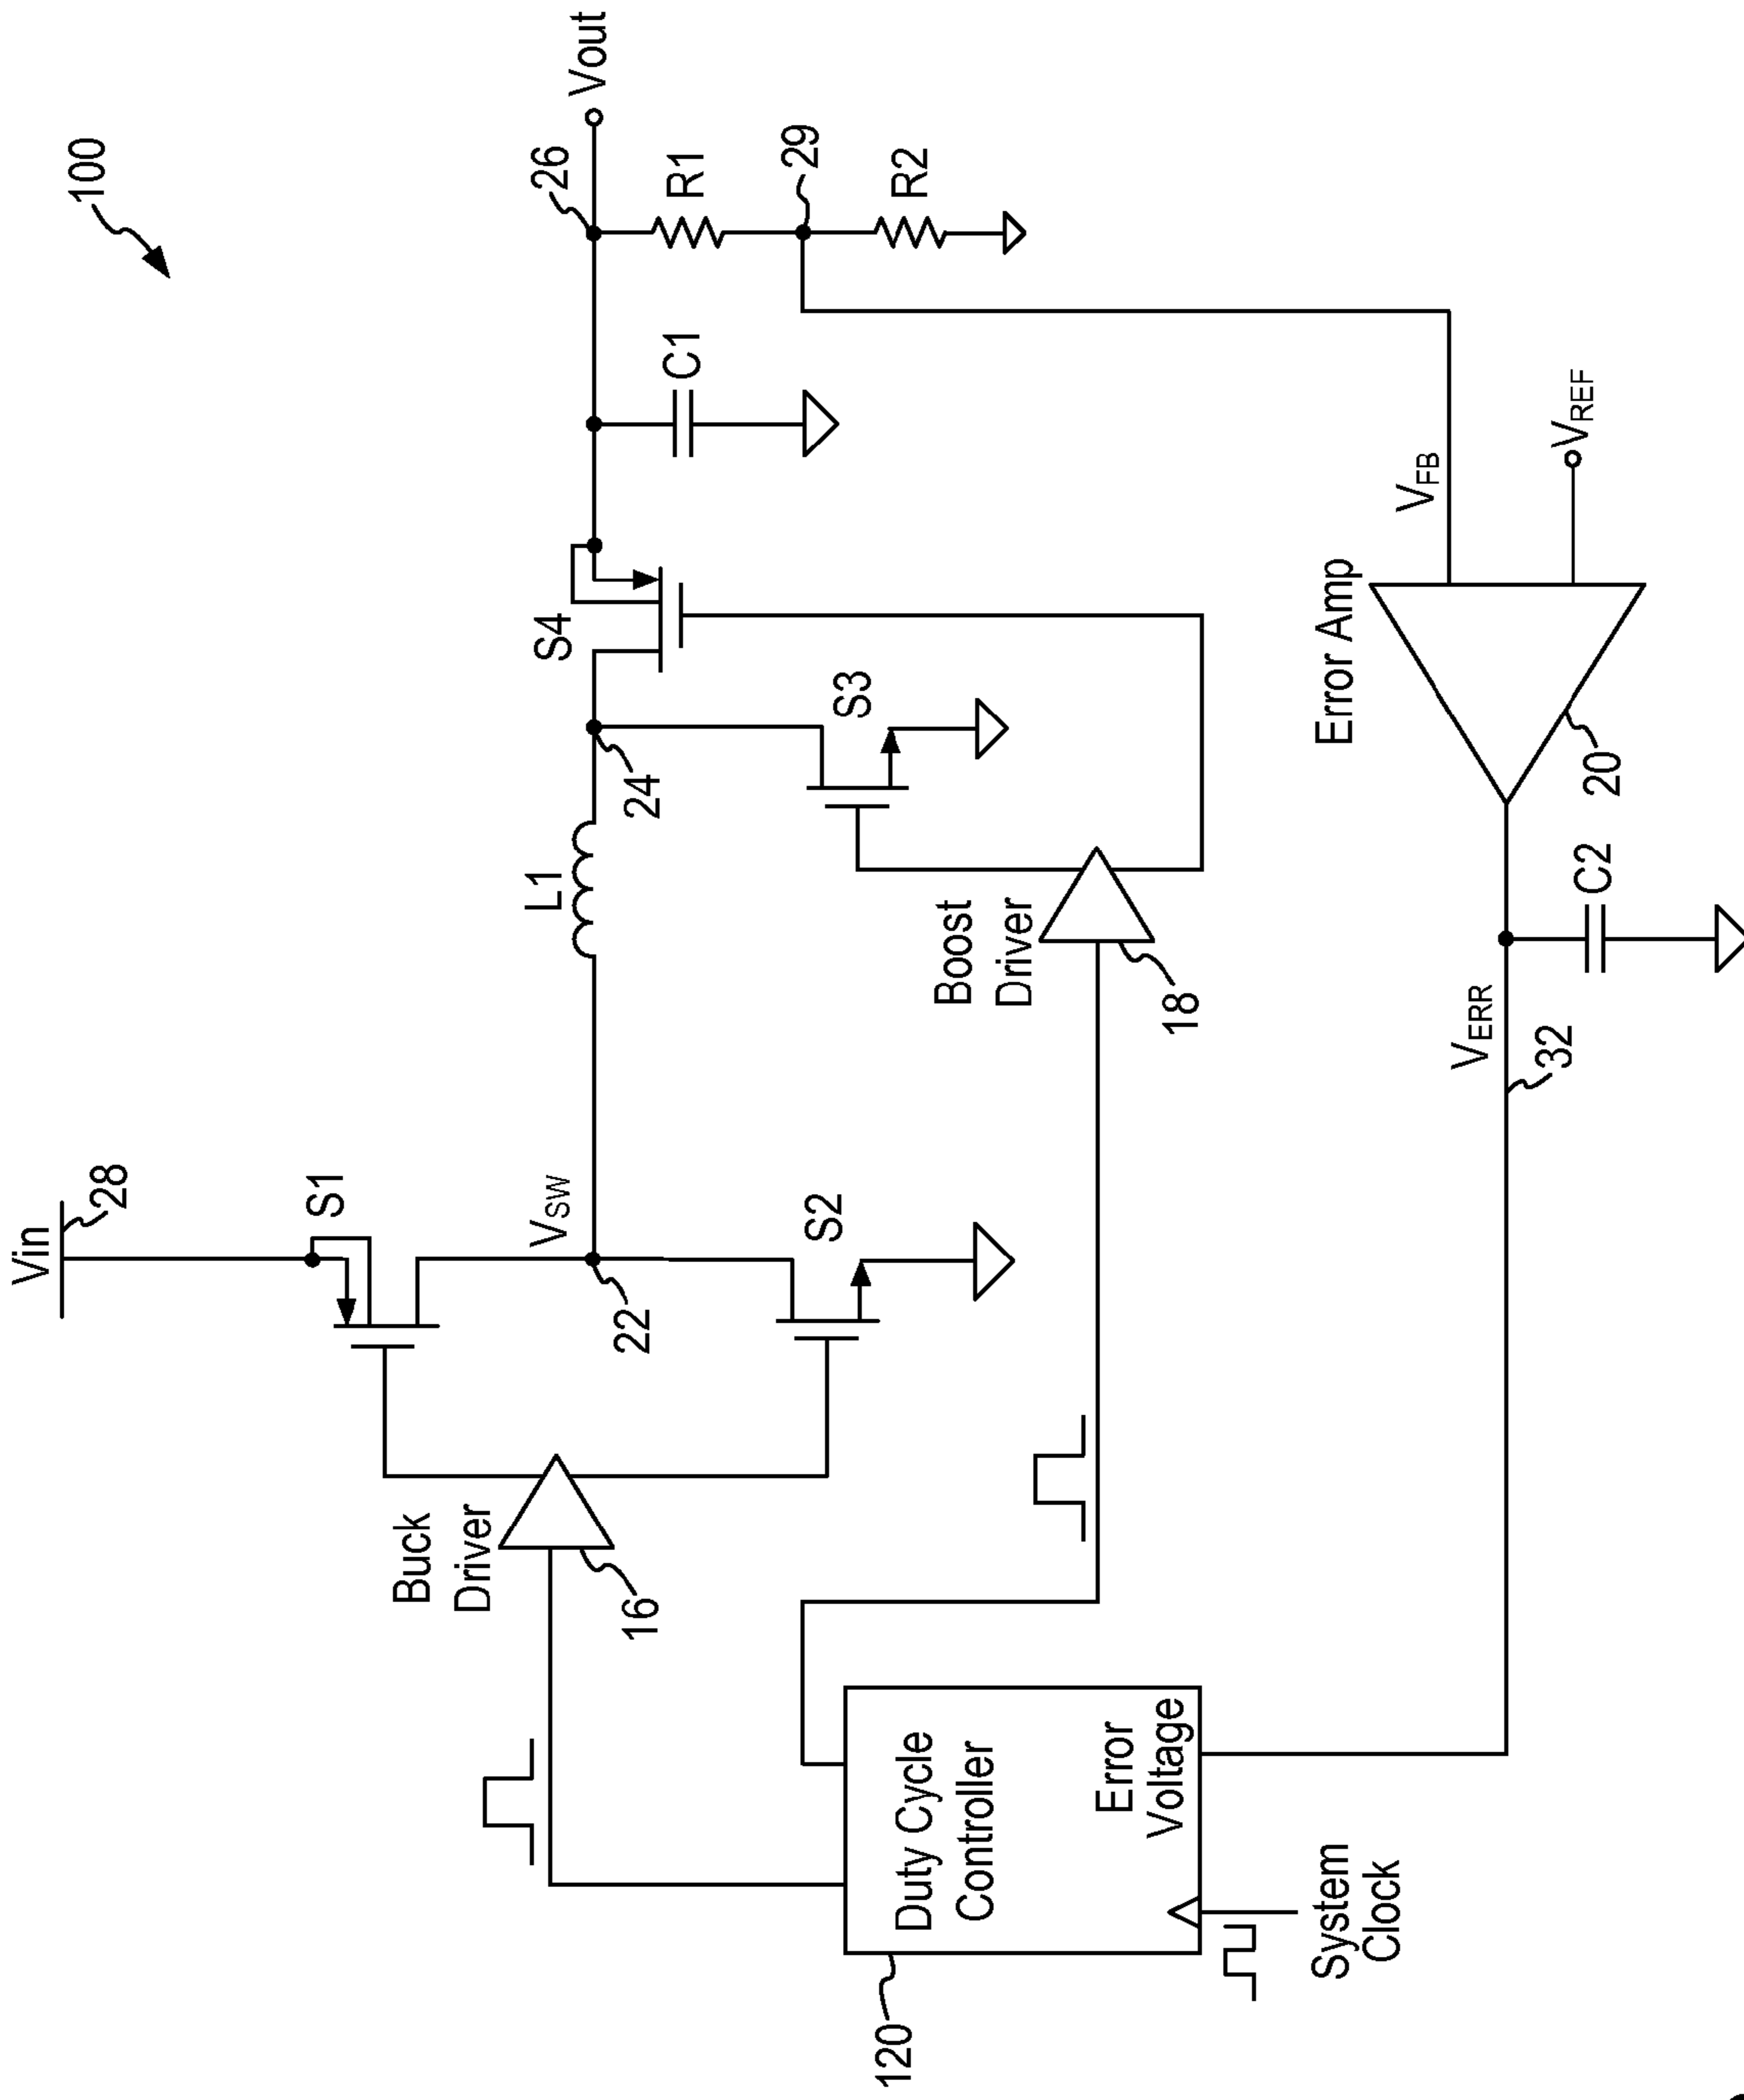 100
Vin
28
S1
Buck
Driver
16
VSW
22
S2
L1
24
S4
26
Vout
C1
R1
29
R2
S3
Boost
Driver
18
120
Duty Cycle
Controller
Error
Voltage
System
Clock
VERR
32
C2
Error Amp
20
VFB
VREF